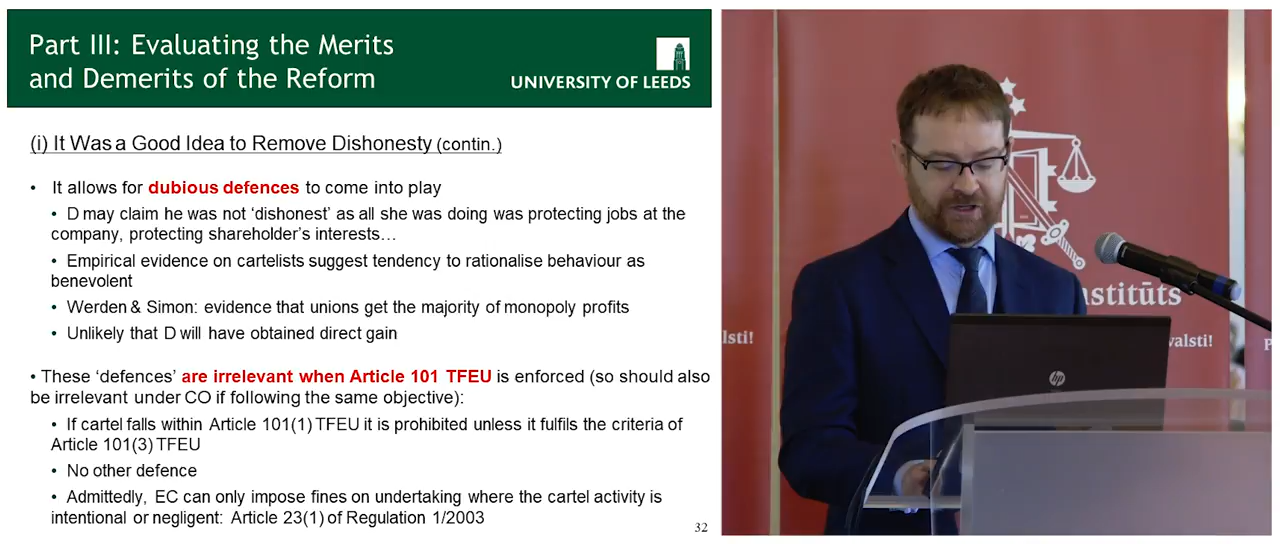 Part III: Evaluating the Merits
and Demerits of the Reform
UNIVERSITY OF LEEDS
(i) It Was a Good Idea to Remove Dishonesty (contin.)
• It allows for dubious defences to come into play
• D may claim he was not ‘dishonest’ as all she was doing was protecting jobs at the
company, protecting shareholder’s interests…
• Empirical evidence on cartelists suggest tendency to rationalise behaviour as
benevolent
• Werden & Simon: evidence that unions get the majority of monopoly profits
• Unlikely that D will have obtained direct gain
• These ‘defences’ are irrelevant when Article 101 TFEU is enforced (so should also
be irrelevant under CO if following the same objective):
• If cartel falls within Article 101(1) TFEU it is prohibited unless it fulfils the criteria of
Article 101(3) TFEU
• No other defence
• Admittedly, EC can only impose fines on undertaking where the cartel activity is
intentional or negligent: Article 23(1) of Regulation 1/2003
32
stitūts
lsti!
valsti!
hp